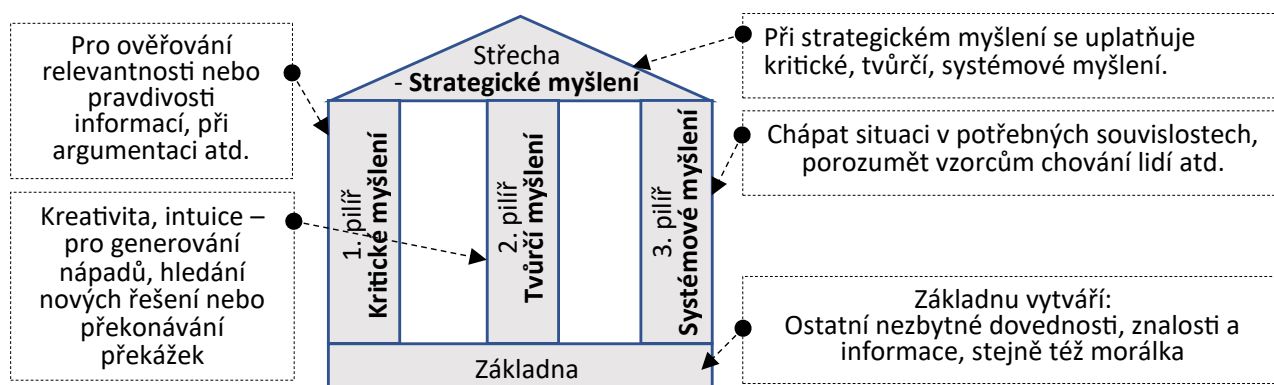 Pro ověřování
relevantnosti nebo
pravdivosti
informací, při
argumentaci atd.
Kreativita, intuice –
pro generování
nápadů, hledání
nových řešení nebo
překonávání
překážek
Střecha
- Strategické myšlení
1. pilíř
Kritické myšlení
2. pilíř
Tvůrčí myšlení
3. pilíř
Systémové myšlení
Základna
Při strategickém myšlení se uplatňuje
kritické, tvůrčí, systémové myšlení.
Chápat situaci v potřebných souvislostech,
porozumět vzorcům chování lidí atd.
Základnu vytváří:
Ostatní nezbytné dovednosti, znalosti a
informace, stejně též morálka